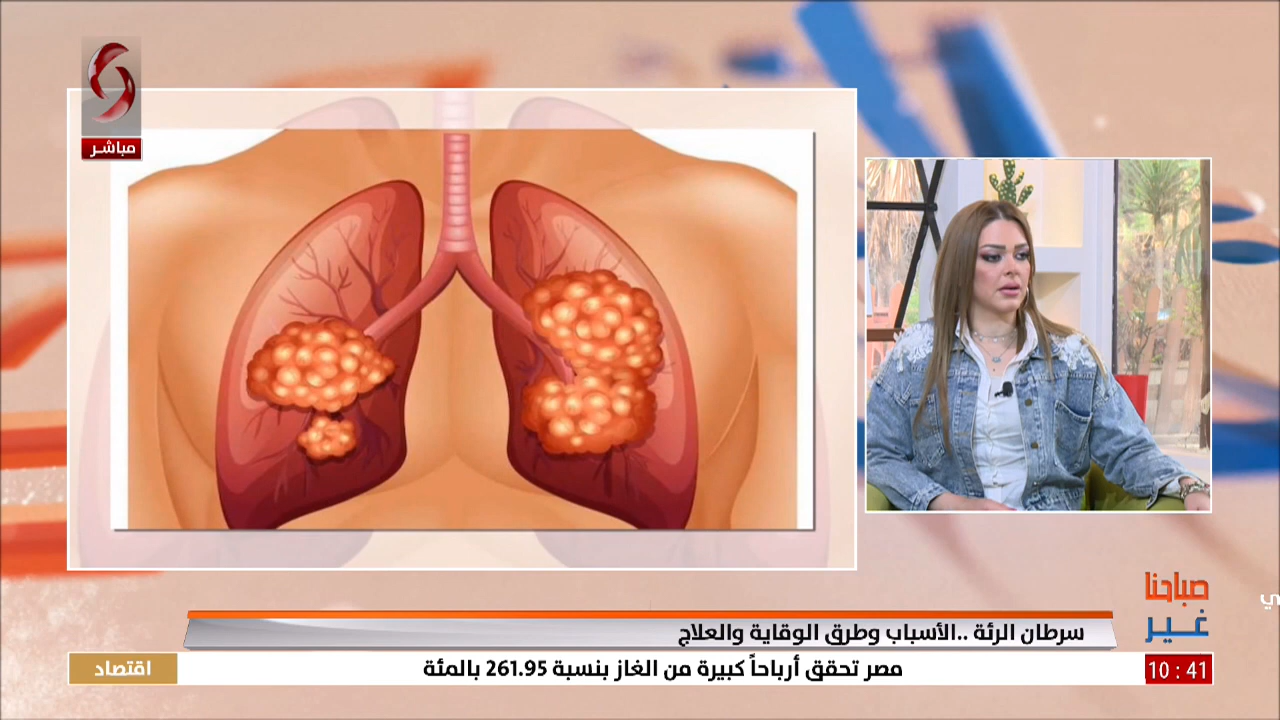 مباشر
صباحنا
غير
سرطان الرئة ..الأسباب وطرق الوقاية والعلاج
اقتصاد
مصر تحقق أرباحاً كبيرة من الغاز بنسبة 261.95 بالمئة
10 : 41